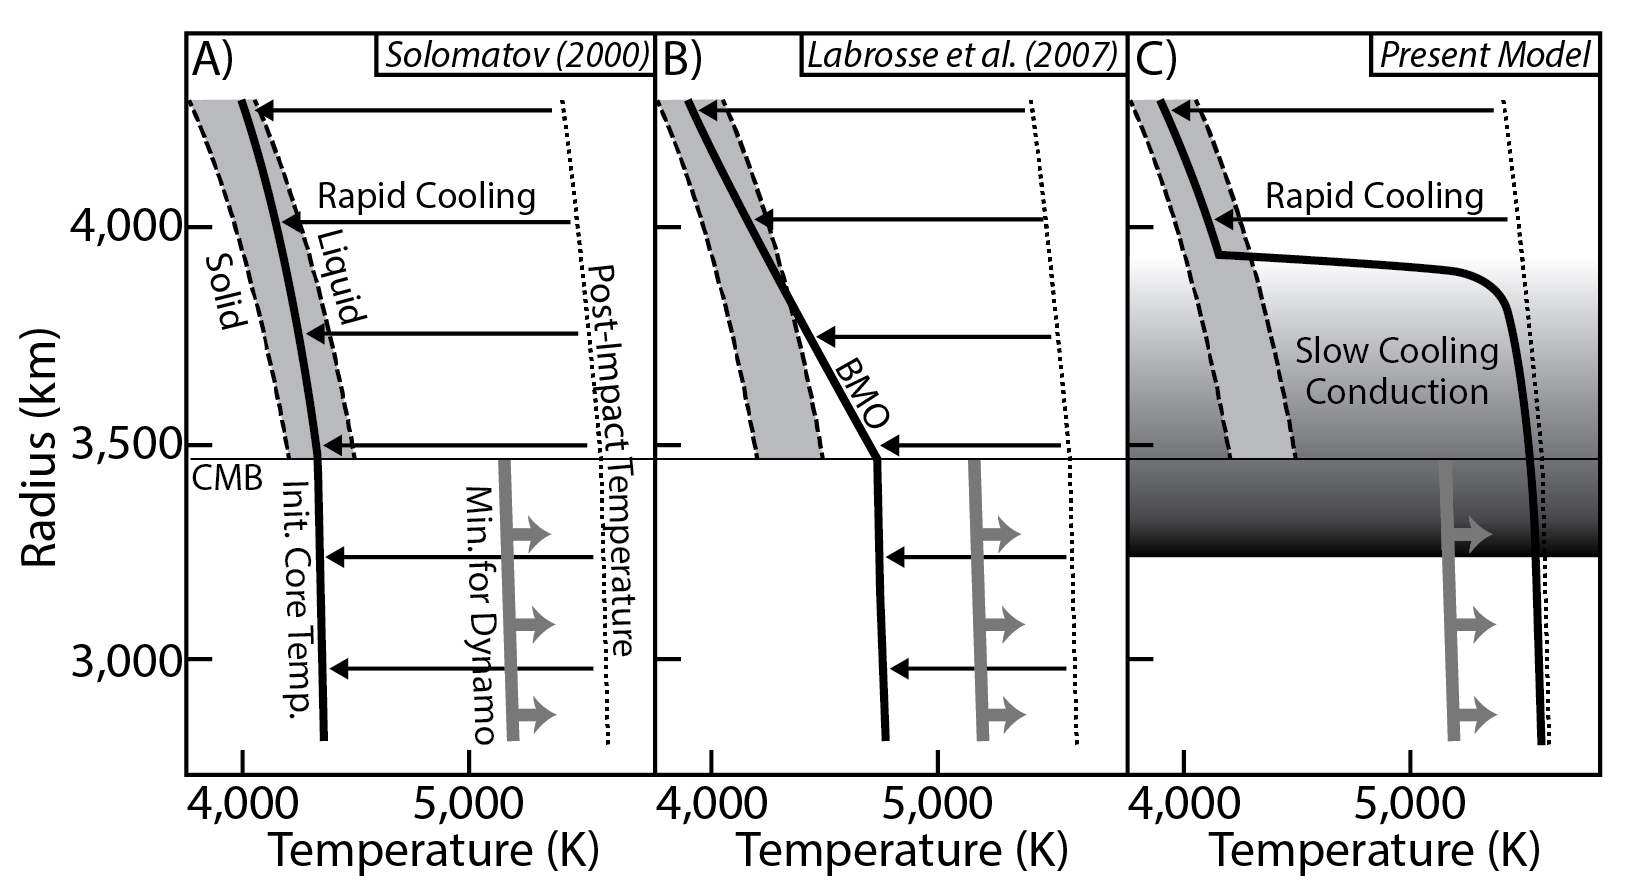 A)
Solomatov (2000)
B)
Labrosse et al. (2007)
C)
Present Model
Rapid Cooling
Rapid Cooling
4,000
Solid
Liquid
Post-Impact Temperature
Radius (km)
Slow Cooling
Conduction
BMO
3,500
CMB
Init. Core Temp.
Min. for Dynamo
3,000
4,000
5,000
4,000
5,000
4,000
5,000
Temperature (K)
Temperature (K)
Temperature (K)